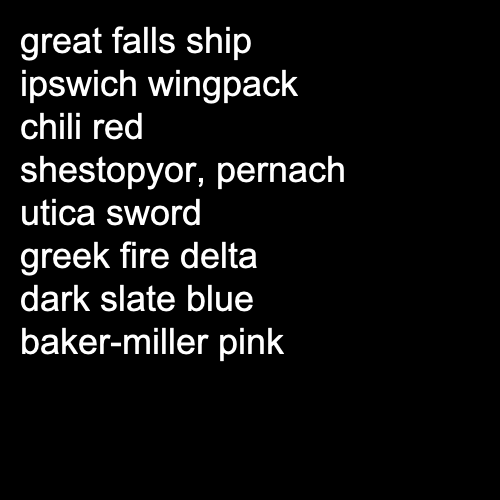 great falls ship
ipswich wingpack
chili red
shestopyor, pernach
utica sword
greek fire delta
dark slate blue
baker-miller pink